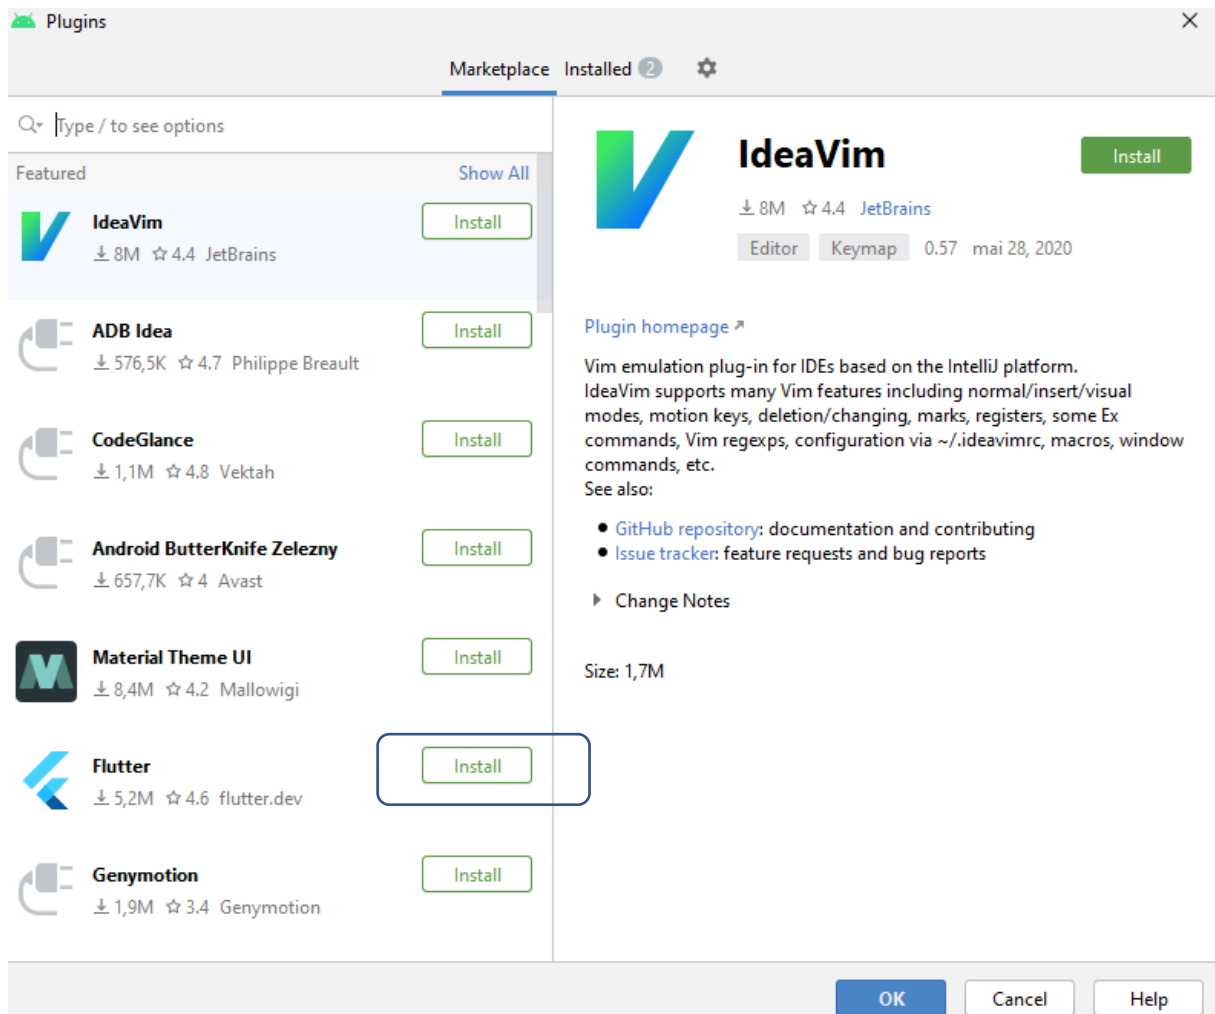 Plugins
Marketplace Installed 2
Type / to see options
Featured Show All
IdeaVim Install
8M 4.4 JetBrains
ADB Idea Install
576,5K 4.7 Philippe Breault
CodeGlance Install
1,1M 4.8 Vektah
Android ButterKnife Zelezny Install
657,7K 4 Avast
Material Theme UI Install
8,4M 4.2 Mallowigi
Flutter Install
5,2M 4.6 flutter.dev
Genymotion Install
1,9M 3.4 Genymotion
IdeaVim Install
8M 4.4 JetBrains
Editor Keymap 0.57 mai 28, 2020
Plugin homepage
Vim emulation plug-in for IDEs based on the IntelliJ platform.
IdeaVim supports many Vim features including normal/insert/visual
modes, motion keys, deletion/changing, marks, registers, some Ex
commands, Vim regexps, configuration via ~/.ideavimrc, macros, window
commands, etc.
See also:
GitHub repository: documentation and contributing
Issue tracker: feature requests and bug reports
Change Notes
Size: 1,7M
OK Cancel Help